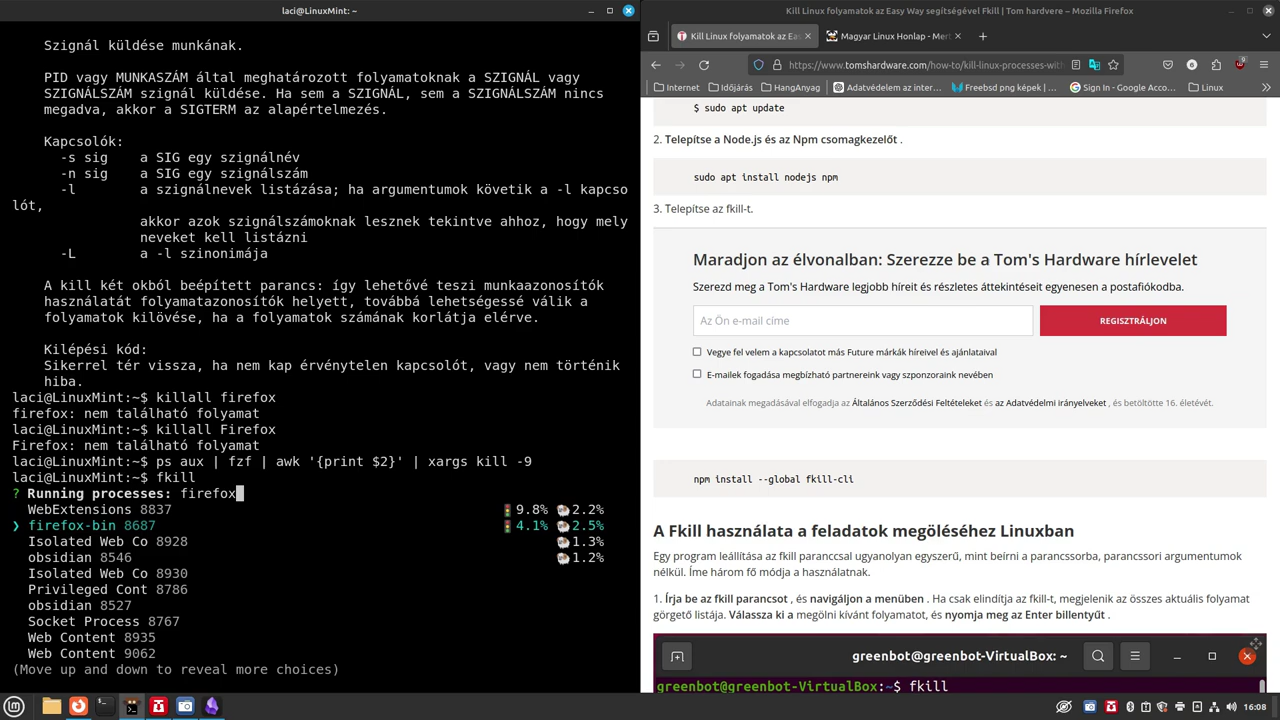 laci@LinuxMint: ~
Szignál küldése munkának.
PID vagy MUNKASZÁM által meghatározott folyamatoknak a SZIGNÁL vagy
SZIGNÁLSZÁM szignál küldése. Ha sem a SZIGNÁL, sem a SZIGNÁLSZÁM nincs
megadva, akkor a SIGTERM az alapértelmezés.
Kapcsolók:
-s sig a SIG egy szignálnév
-n sig a SIG egy szignálszám
-l a szignálnevek listázása; ha argumentumok követik a -l kapcso
lót,
akkor azok szignálszámoknak lesznek tekintve ahhoz, hogy mely
neveket kell listázni
-L a -l szinonimája
A kill két okból beépített parancs: így lehetővé teszi munkaazonosítók
használatát folyamatazonosítók helyett, továbbá lehetségessé válik a
folyamatok kilövése, ha a folyamatok számának korlátja elérve.
Kilépési kód:
Sikerrel tér vissza, ha nem kap érvénytelen kapcsolót, vagy nem történik
hiba.
laci@LinuxMint:~$ killall firefox
firefox: nem található folyamat
laci@LinuxMint:~$ killall Firefox
Firefox: nem található folyamat
laci@LinuxMint:~$ ps aux | fzf | awk '{print $2}' | xargs kill -9
laci@LinuxMint:~$ fkill
? Running processes: firefox
WebExtensions 8837 9.8% 2.2%
❯ firefox-bin 8687 4.1% 2.5%
Isolated Web Co 8928 1.3%
obsidian 8546 1.2%
Isolated Web Co 8930
Privileged Cont 8786
obsidian 8527
Socket Process 8767
Web Content 8935
Web Content 9062
(Move up and down to reveal more choices)
Kill Linux folyamatok az Easy Way segítségével Fkill | Tom hardvere — Mozilla Firefox
Kill Linux folyamatok az Eas
Magyar Linux Honlap - Mert
https://www.tomshardware.com/how-to/kill-linux-processes-with
Internet Időjárás HangAnyag Adatvédelem az inter... Freebsd png képek | ... Sign In - Google Acco... Linux
$ sudo apt update
2. Telepítse a Node.js és az Npm csomagkezelőt .
sudo apt install nodejs npm
3. Telepítse az fkill-t.
Maradjon az élvonalban: Szerezze be a Tom's Hardware hírlevelet
Szerezd meg a Tom's Hardware legjobb híreit és részletes áttekintéseit egyenesen a postafiókodba.
Az Ön e-mail címe
REGISZTRÁLJON
Vegye fel velem a kapcsolatot más Future márkák híreivel és ajánlataival
E-mailek fogadása megbízható partnereink vagy szponzoraink nevében
Adatainak megadásával elfogadja az Általános Szerződési Feltételeket és az Adatvédelmi irányelveket , és betöltötte 16. életévét.
npm install --global fkill-cli
A Fkill használata a feladatok megöléséhez Linuxban
Egy program leállítása az fkill paranccsal ugyanolyan egyszerű, mint beírni a parancssorba, parancssori argumentumok
nélkül. Íme három fő módja a használatnak.
1. Írja be az fkill parancsot , és navigáljon a menüben . Ha csak elindítja az fkill-t, megjelenik az összes aktuális folyamat
görgető listája. Válassza ki a megölni kívánt folyamatot, és nyomja meg az Enter billentyűt .
greenbot@greenbot-VirtualBox: ~
greenbot@greenbot-VirtualBox:~$ fkill
16:08